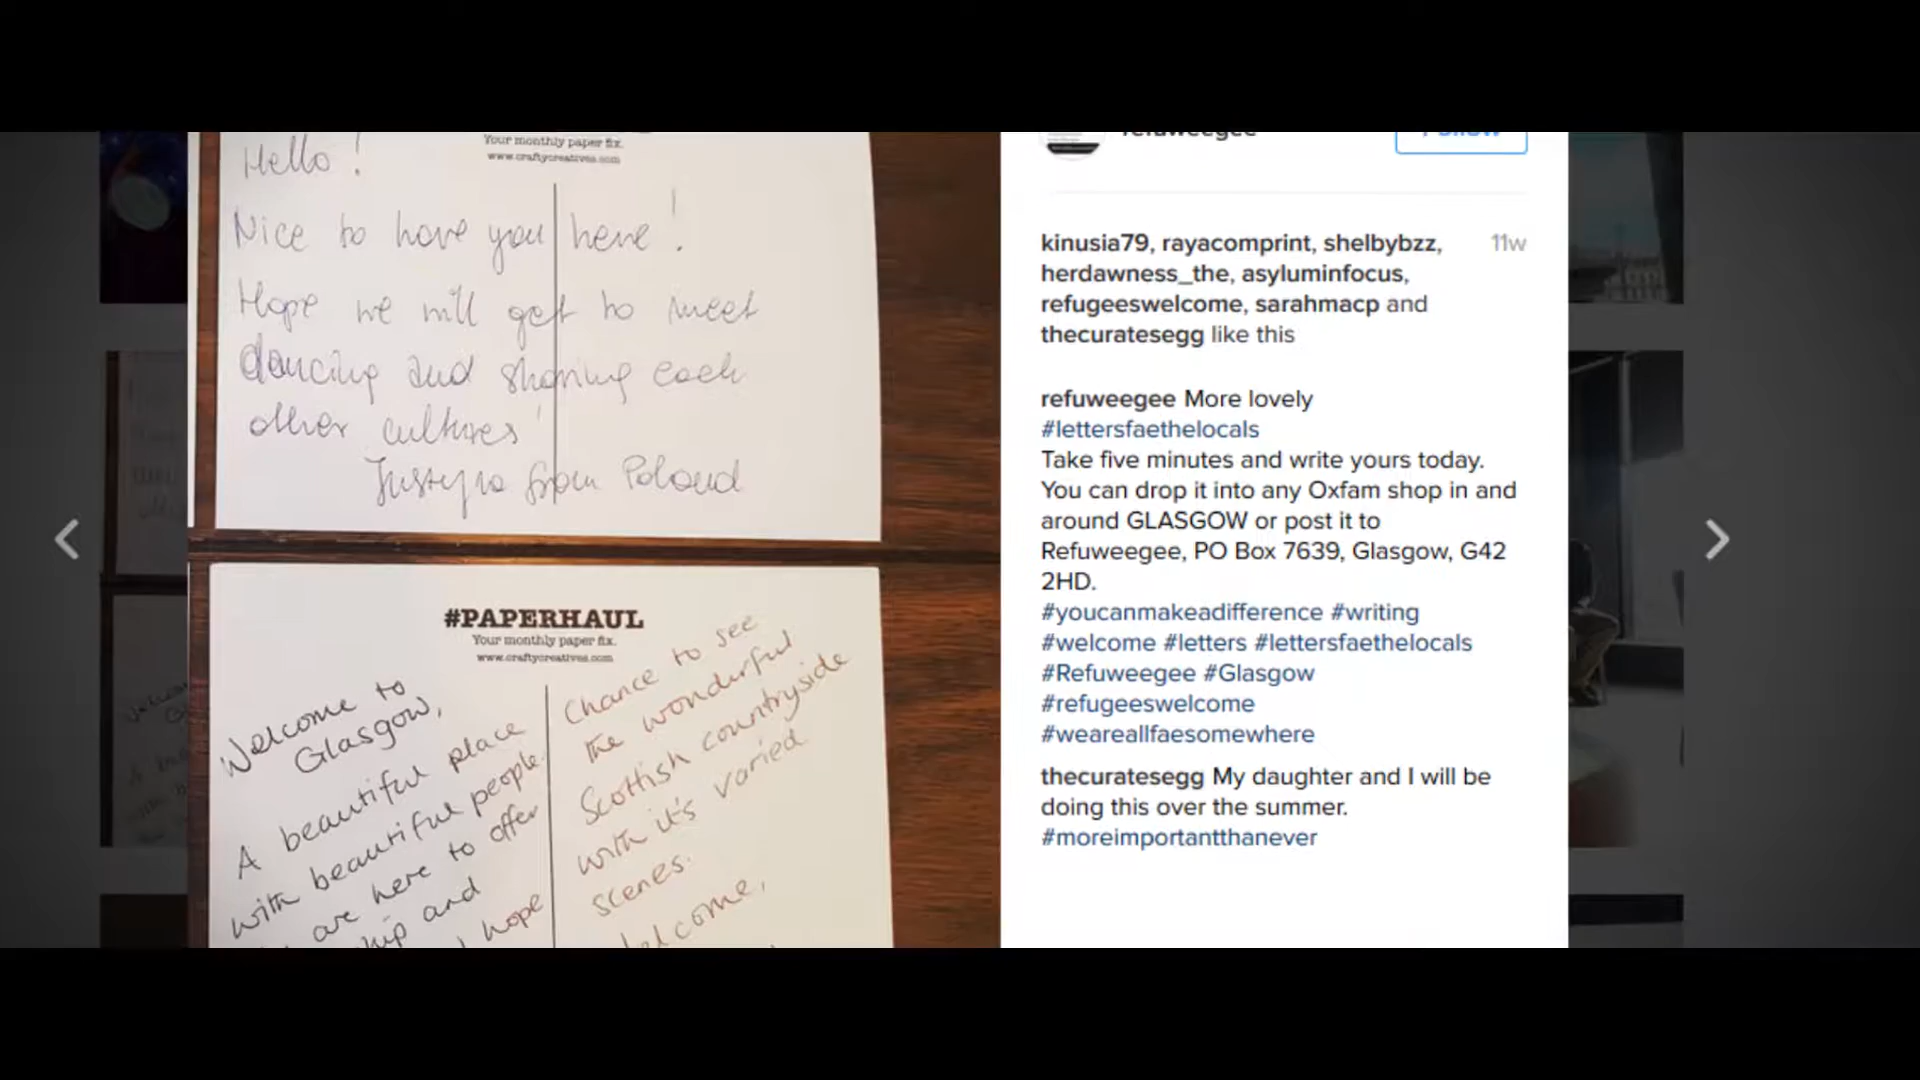 Your monthly paper fix.
www.craftycreatives.com
Hello!
Nice to have you here!
Hope we will get to meet
dancing and sharing each
other cultures!
Justyna from Poland
#PAPERHAUL
Your monthly paper fix.
www.craftycreatives.com
Welcome to
Glasgow,
A beautiful place
with beautiful people.
are here to offer
and
hope
Chance to see
the wonderful
Scottish countryside
with it's varied
scenes.
refuweegee
Follow
kinusia79, rayacomprint, shelbybzz,
11w
herdawness_the, asyluminfocus,
refugeeswelcome, sarahmacp and
thecuratesegg like this
refuweegee More lovely
#lettersfaethelocals
Take five minutes and write yours today.
You can drop it into any Oxfam shop in and
around GLASGOW or post it to
Refuweegee, PO Box 7639, Glasgow, G42
2HD.
#youcanmakeadifference #writing
#welcome #letters #lettersfaethelocals
#Refuweegee #Glasgow
#refugeeswelcome
#weareallfaesomewhere
thecuratesegg My daughter and I will be
doing this over the summer.
#moreimportantthanever